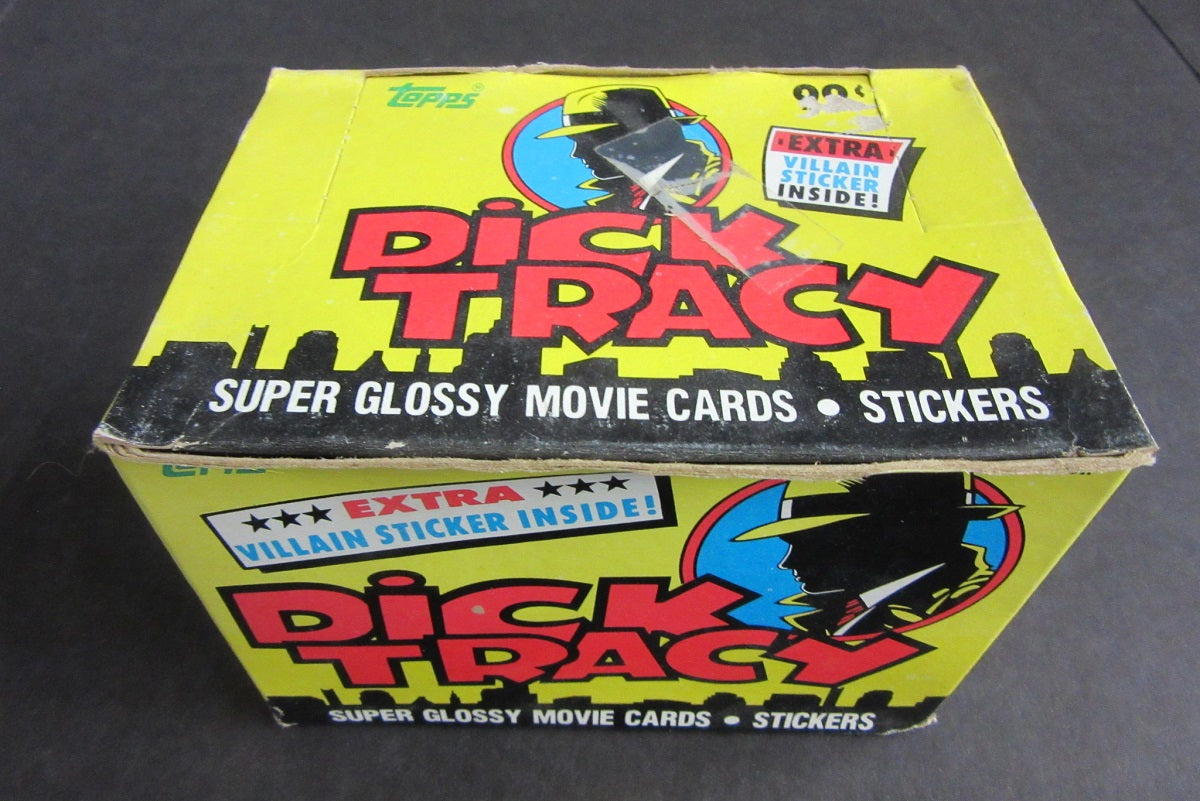 topps®
EXTRA
VILLAIN
STICKER
INSIDE!
DiCK
TRACY
SUPER GLOSSY MOVIE CARDS • STICKERS
★★★ EXTRA ★★★
VILLAIN STICKER INSIDE!
DiCK
TRACY
SUPER GLOSSY MOVIE CARDS • STICKERS